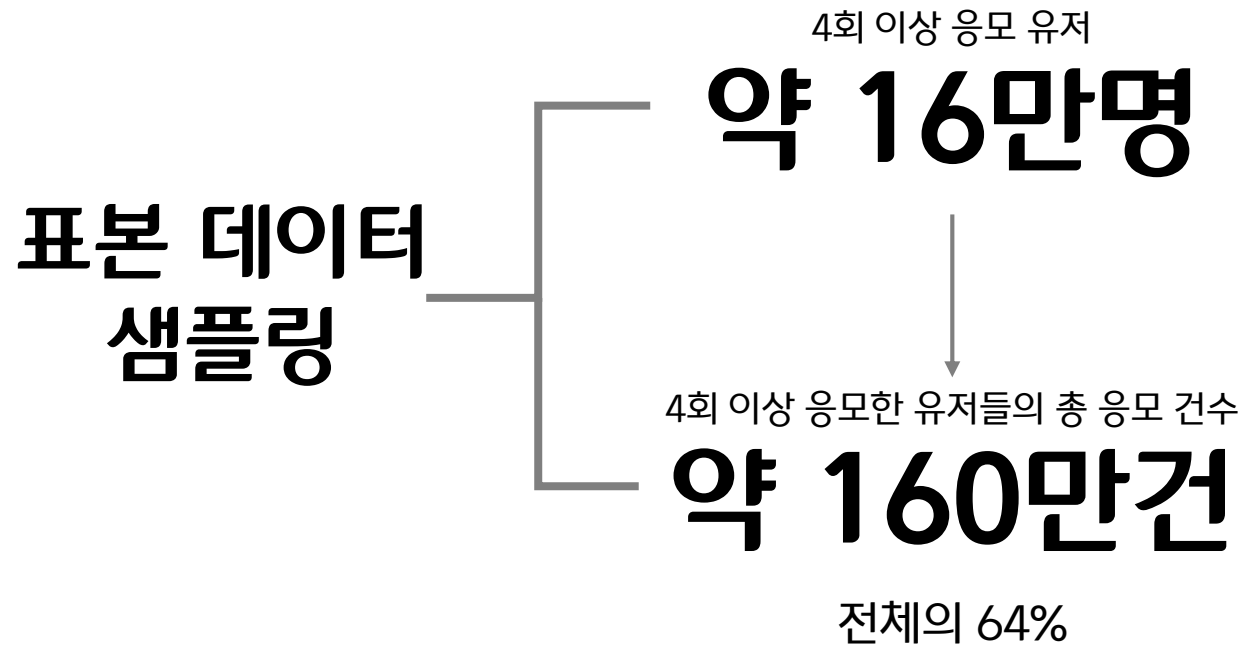 표본 데이터
샘플링
4회 이상 응모 유저
약 16만명
4회 이상 응모한 유저들의 총 응모 건수
약 160만건
전체의 64%